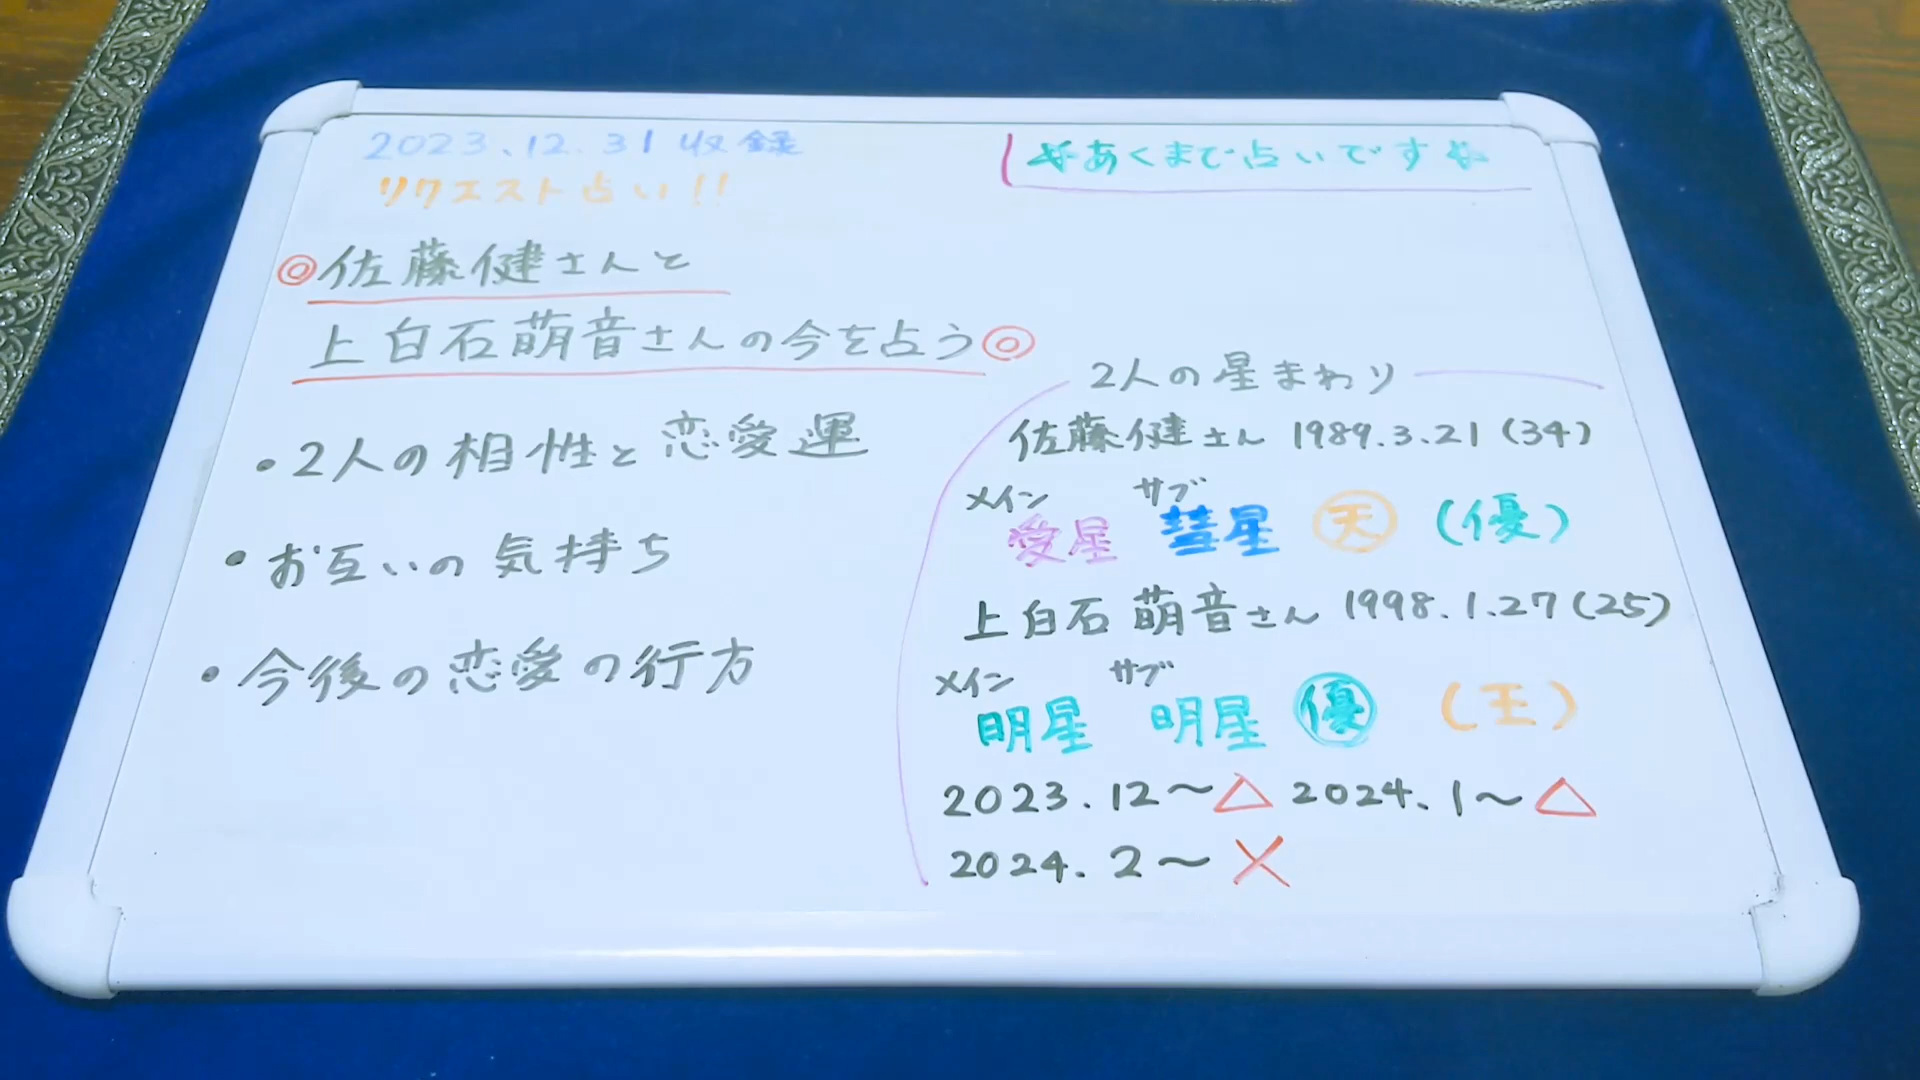 2023.12.31収録
リクエスト占い!!
☆あくまで占いです☆
◎佐藤健さんと
上白石萌音さんの今を占う◎
・2人の相性と恋愛運
・お互いの気持ち
・今後の恋愛の行方
2人の星まわり
佐藤健さん 1989.3.21(34)
メイン サブ
愛星 彗星 天 (優)
上白石萌音さん 1998.1.27(25)
メイン サブ
明星 明星 優 (王)
2023.12〜△ 2024.1〜△
2024.2〜×